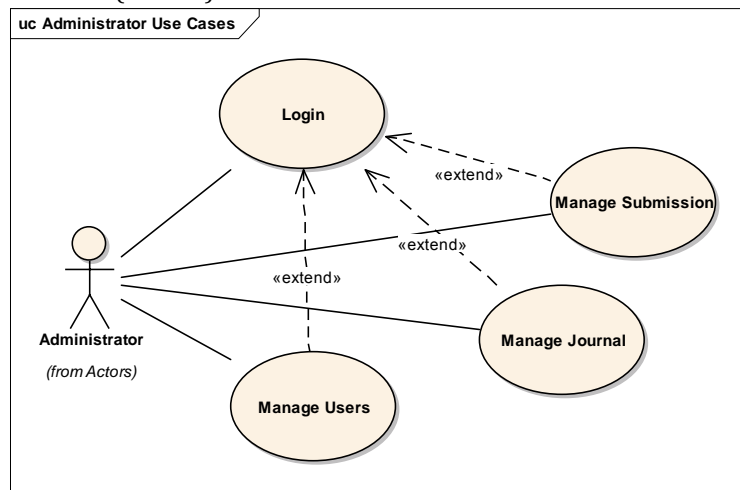 uc Administrator Use Cases
Login
«extend»
Manage Submission
«extend»
«extend»
Administrator
(from Actors)
Manage Journal
Manage Users